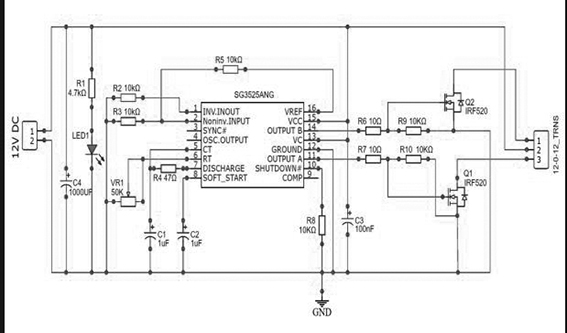 R5 10kΩ
SG3525ANG
R1
4.7kΩ
R2 10kΩ
R3 10kΩ
1 INV.INOUT VREF 16
2 Noninv.INPUT VCC 15
3 SYNC# OUTPUT B 14
4 OSC.OUTPUT VC 13
5 CT GROUND 12
6 RT OUTPUT A 11
7 DISCHARGE SHUTDOWN# 10
8 SOFT_START COMP 9
R6 10Ω
R9 10KΩ
R7 10Ω
R10 10KΩ
Q2
IRF520
Q1
IRF520
12V DC
1
2
LED1
C4
1000UF
VR1
50K
R4 47Ω
C1
1uF
C2
1uF
R8
10KΩ
C3
100nF
1
2
3
12-0-12_TRNS
GND